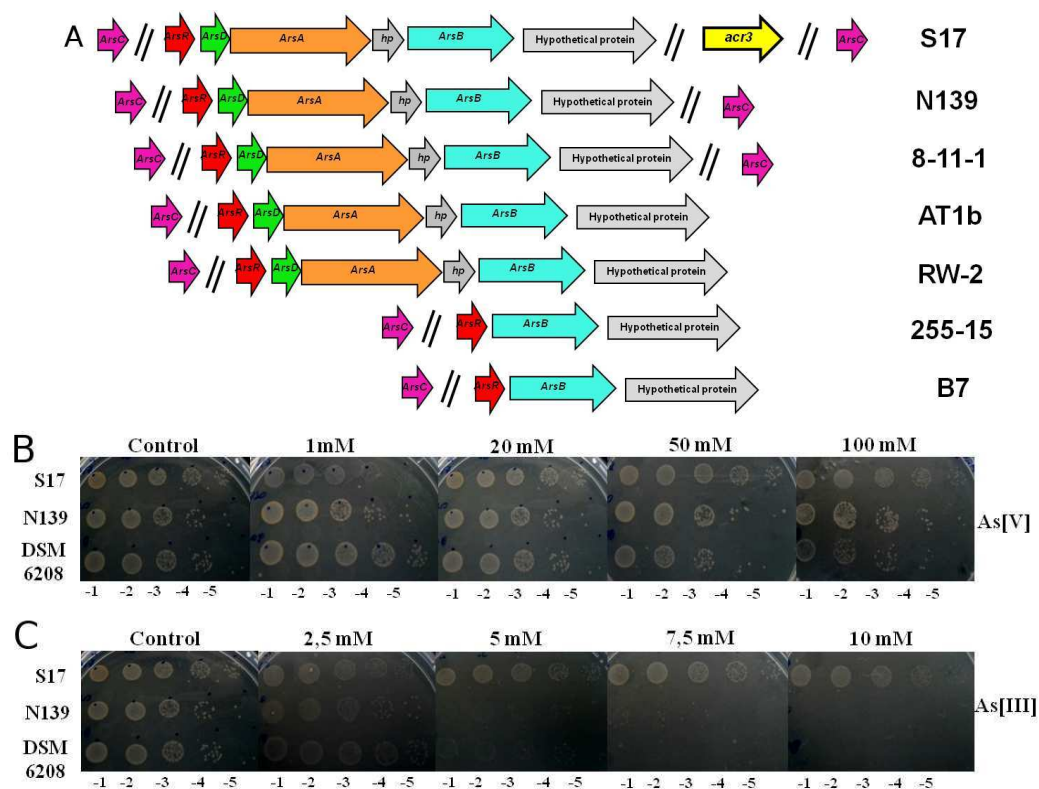 A ArsC // ArsR ArsD ArsA hp ArsB Hypothetical protein // acr3 // ArsC S17
ArsC // ArsR ArsD ArsA hp ArsB Hypothetical protein // ArsC N139
ArsC // ArsR ArsD ArsA hp ArsB Hypothetical protein // ArsC 8-11-1
ArsC // ArsR ArsD ArsA hp ArsB Hypothetical protein AT1b
ArsC // ArsR ArsD ArsA hp ArsB Hypothetical protein RW-2
ArsC // ArsR ArsB Hypothetical protein 255-15
ArsC // ArsR ArsB Hypothetical protein B7
B Control 1mM 20 mM 50 mM 100 mM
S17
N139
As[V]
DSM
6208
-1 -2 -3 -4 -5 -1 -2 -3 -4 -5 -1 -2 -3 -4 -5 -1 -2 -3 -4 -5 -1 -2 -3 -4 -5
C Control 2,5 mM 5 mM 7,5 mM 10 mM
S17
N139
As[III]
DSM
6208
-1 -2 -3 -4 -5 -1 -2 -3 -4 -5 -1 -2 -3 -4 -5 -1 -2 -3 -4 -5 -1 -2 -3 -4 -5